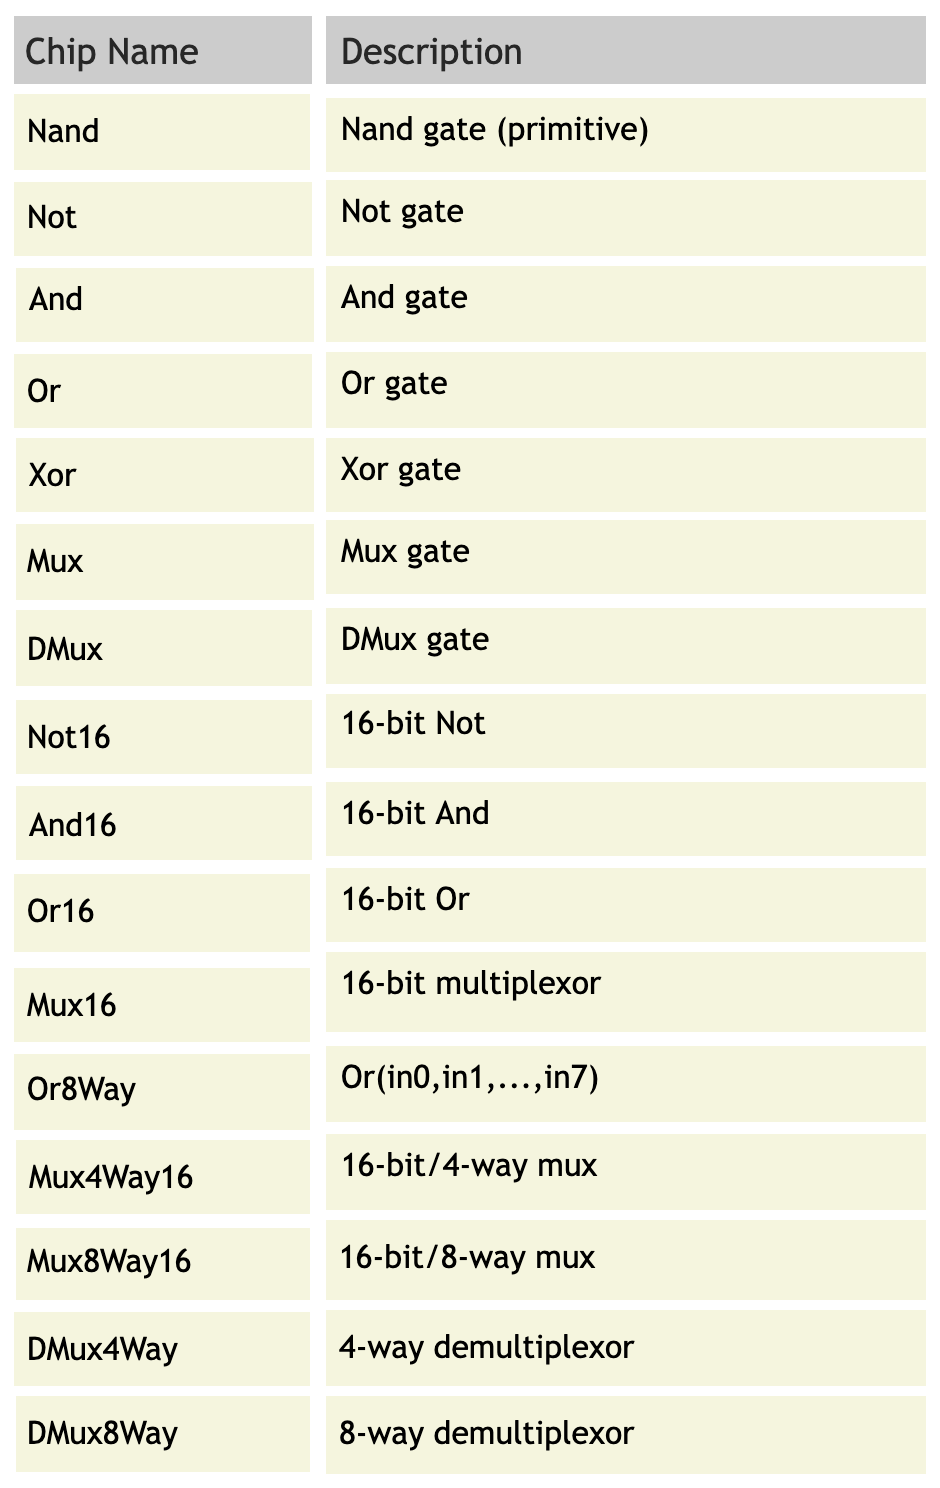 Chip Name Description
Nand Nand gate (primitive)
Not Not gate
And And gate
Or Or gate
Xor Xor gate
Mux Mux gate
DMux DMux gate
Not16 16-bit Not
And16 16-bit And
Or16 16-bit Or
Mux16 16-bit multiplexor
Or8Way Or(in0,in1,...,in7)
Mux4Way16 16-bit/4-way mux
Mux8Way16 16-bit/8-way mux
DMux4Way 4-way demultiplexor
DMux8Way 8-way demultiplexor